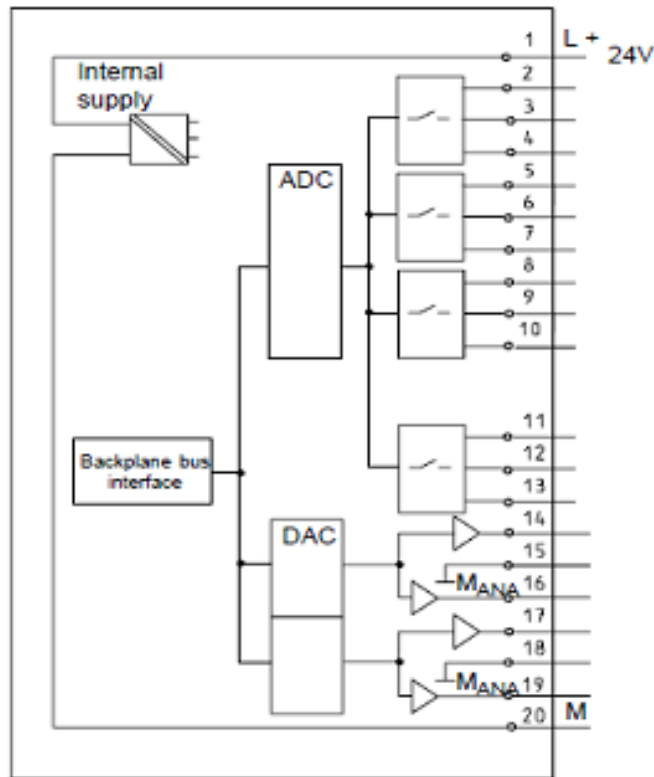 1 L +
24V
2
Internal
supply
3
4
ADC
5
6
7
8
9
10
11
Backplane bus
interface
12
13
14
DAC
15
MANA 16
17
18
MANA 19
20 M